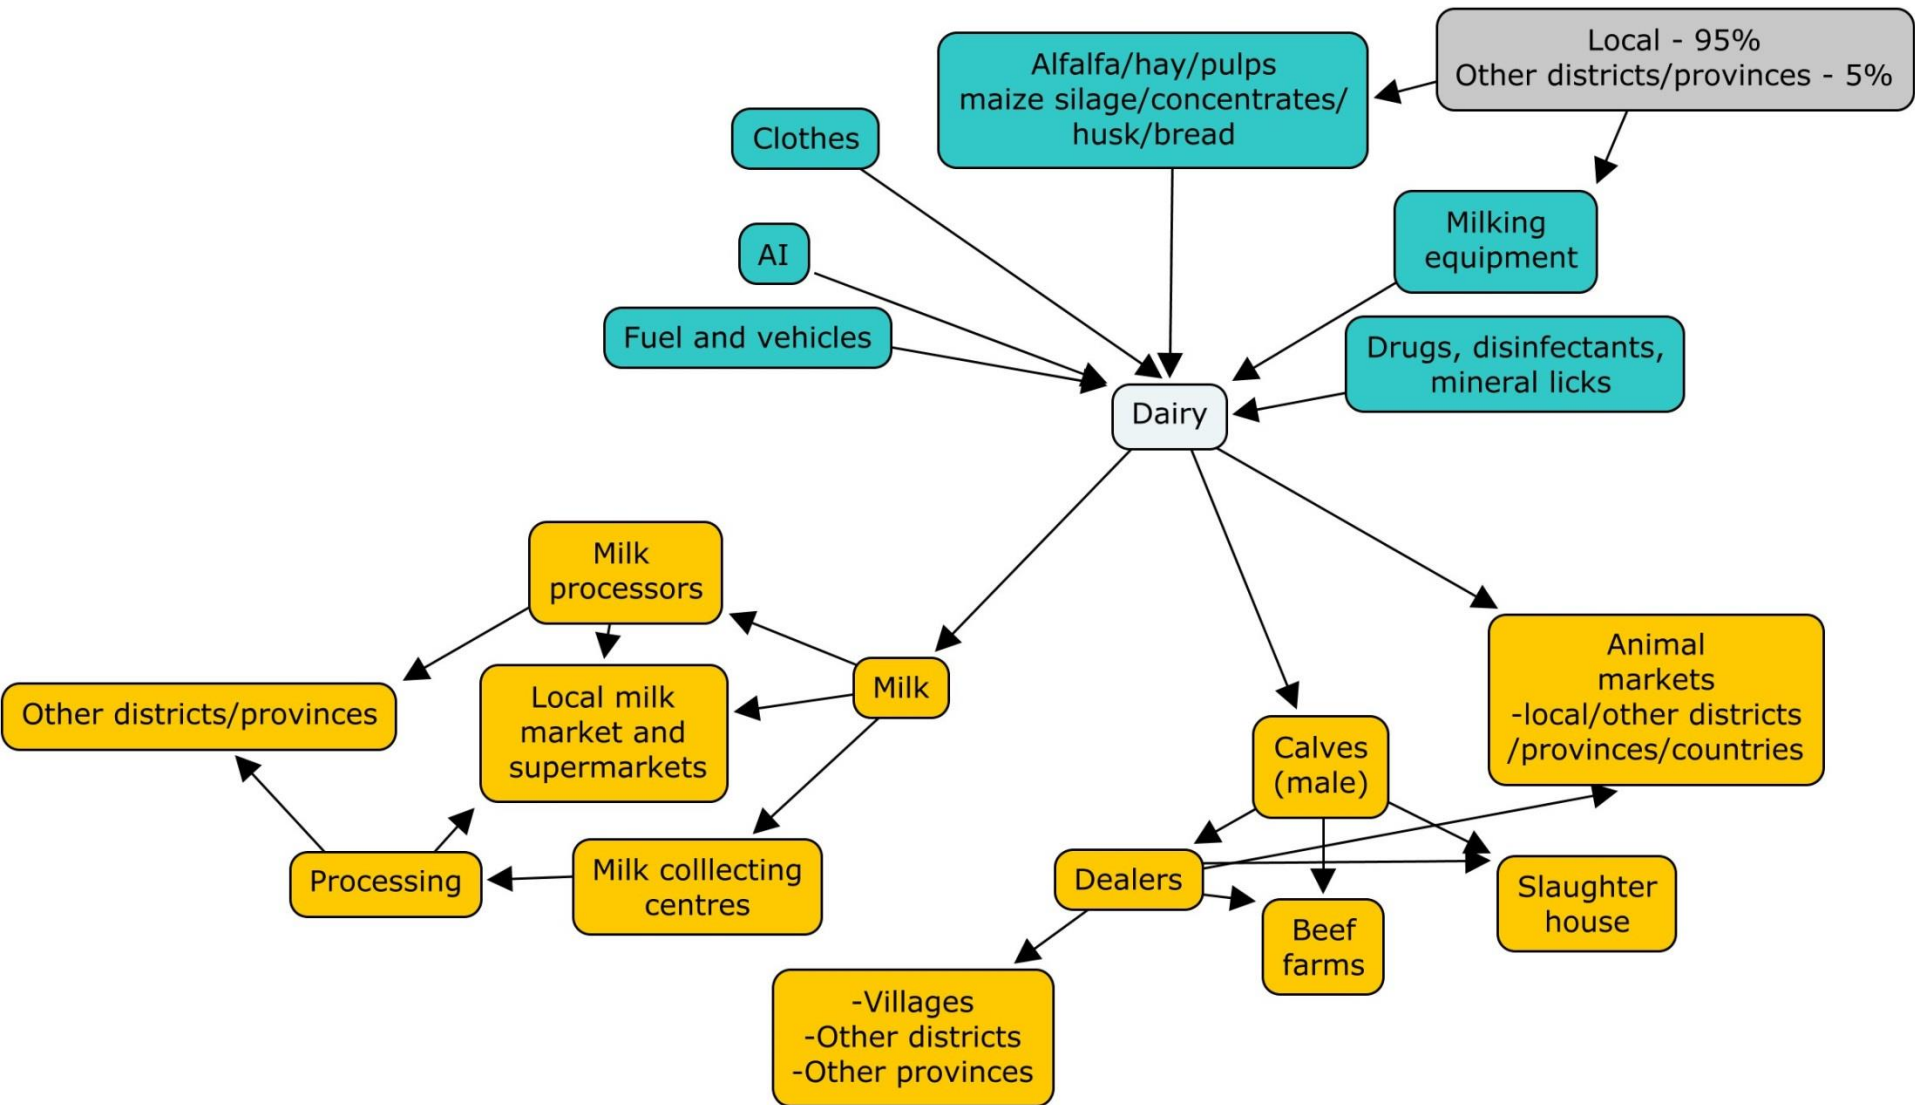 Local - 95%
Other districts/provinces - 5%
Alfalfa/hay/pulps
maize silage/concentrates/
husk/bread
Clothes
Milking
equipment
AI
Fuel and vehicles
Drugs, disinfectants,
mineral licks
Dairy
Milk
processors
Animal
markets
-local/other districts
/provinces/countries
Milk
Local milk
market and
supermarkets
Other districts/provinces
Calves
(male)
Milk colllecting
centres
Processing
Dealers
Slaughter
house
Beef
farms
-Villages
-Other districts
-Other provinces